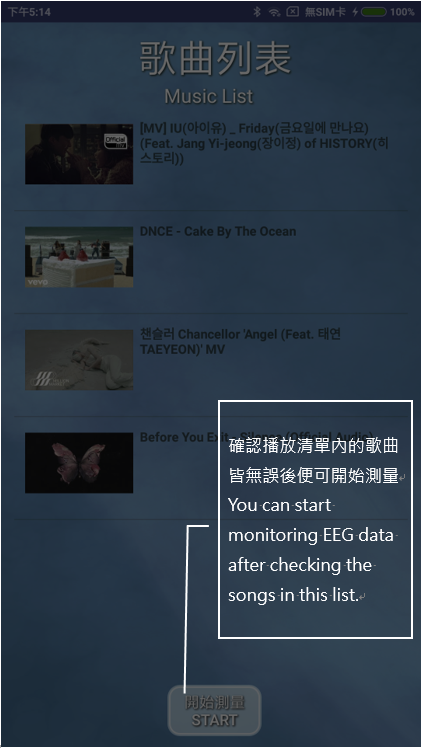 下午5:14 無SIM卡 100%
歌曲列表
Music List
[MV] IU(아이유) _ Friday(금요일에 만나요)
(Feat. Jang Yi-jeong(장이정) of HISTORY(히
스토리))
Official
DNCE - Cake By The Ocean
vevo
챈슬러 Chancellor 'Angel (Feat. 태연
TAEYEON)' MV
Before You Exit
確認播放清單內的歌曲
皆無誤後便可開始測量
You can start
monitoring EEG data
after checking the
songs in this list.
開始測量
START